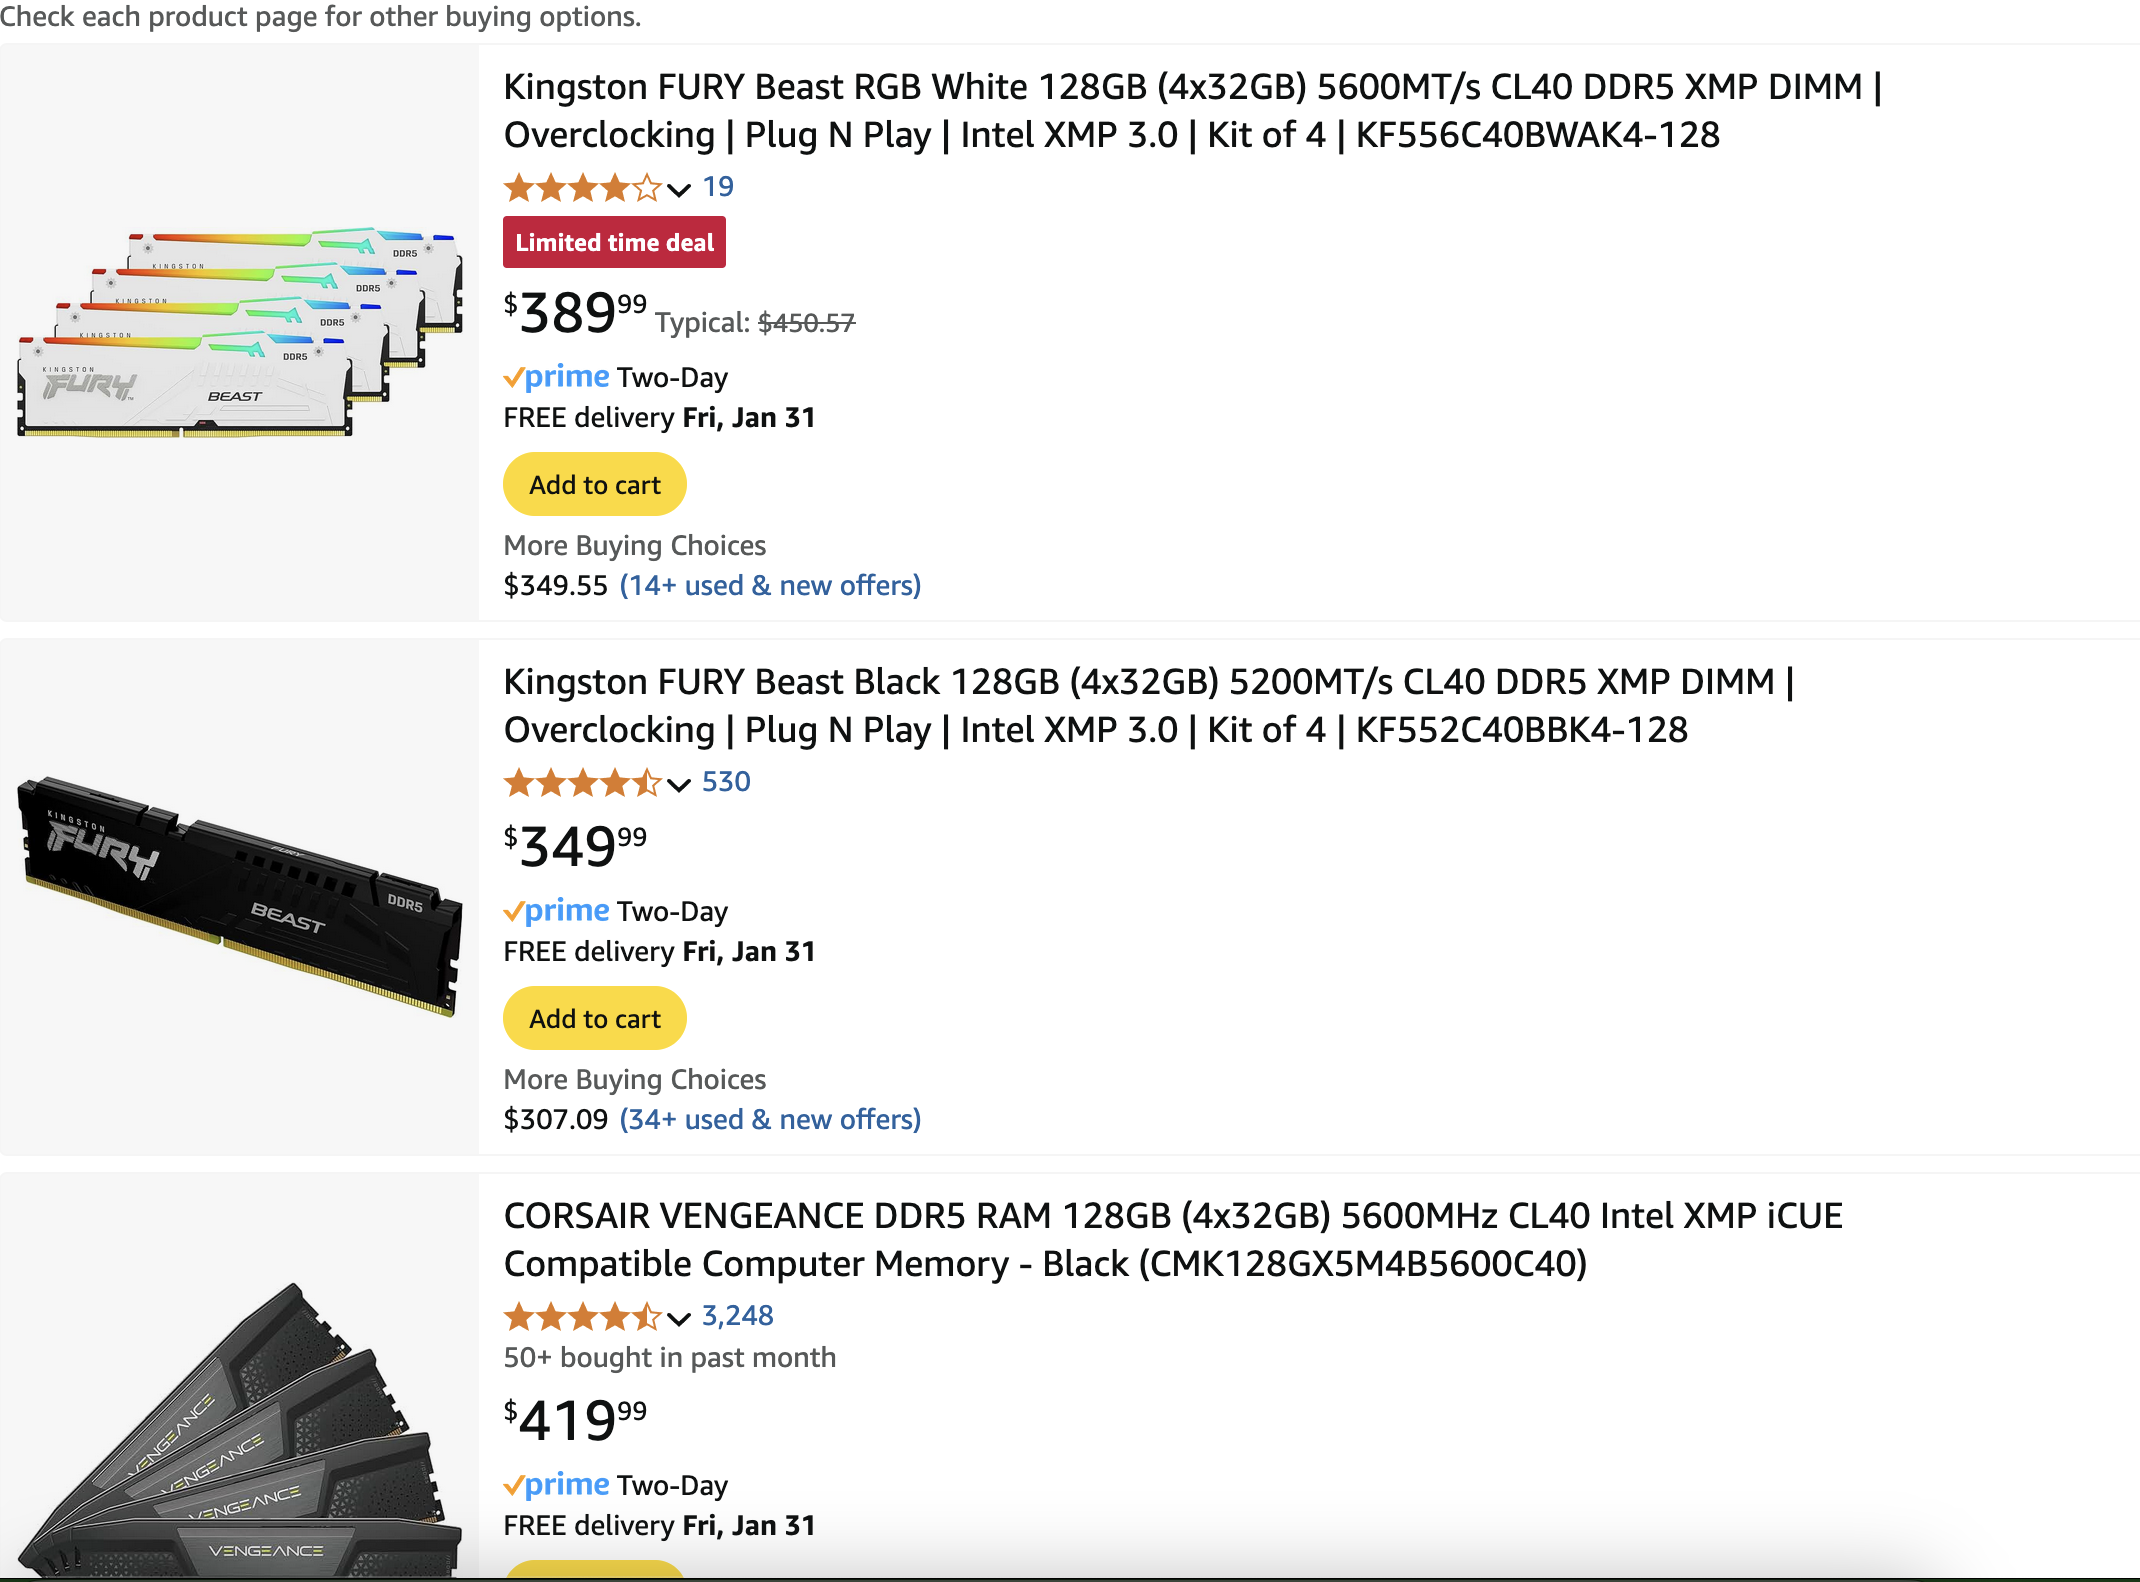 Check each product page for other buying options.
Kingston FURY Beast RGB White 128GB (4x32GB) 5600MT/s CL40 DDR5 XMP DIMM |
Overclocking | Plug N Play | Intel XMP 3.0 | Kit of 4 | KF556C40BWAK4-128
19
Limited time deal
$389.99 Typical: $450.57
prime Two-Day
FREE delivery Fri, Jan 31
Add to cart
More Buying Choices
$349.55 (14+ used & new offers)
KINGSTON
DDR5
KINGSTON
DDR5
KINGSTON
DDR5
KINGSTON
FURY
DDR5
BEAST
Kingston FURY Beast Black 128GB (4x32GB) 5200MT/s CL40 DDR5 XMP DIMM |
Overclocking | Plug N Play | Intel XMP 3.0 | Kit of 4 | KF552C40BBK4-128
530
$349.99
prime Two-Day
FREE delivery Fri, Jan 31
Add to cart
More Buying Choices
$307.09 (34+ used & new offers)
KINGSTON
FURY
FURY
BEAST
DDR5
CORSAIR VENGEANCE DDR5 RAM 128GB (4x32GB) 5600MHz CL40 Intel XMP iCUE
Compatible Computer Memory - Black (CMK128GX5M4B5600C40)
3,248
50+ bought in past month
$419.99
prime Two-Day
FREE delivery Fri, Jan 31
VENGEANCE
VENGEANCE
VENGEANCE
VENGEANCE